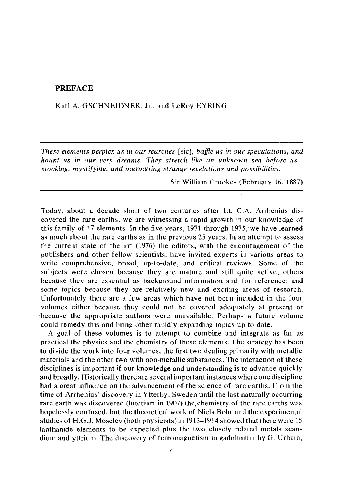 PREFACE
Karl A. GSCHNEIDNER, Jr., and LeRoy EYRING
These elements perplex us in our rearches [sic], baffle us in our speculations, and
haunt us in our very dreams. They stretch like an unknown sea before us –
mocking, mystifying, and murmuring strange revelations and possibilities.
Sir William Crookes (February 16, 1887)
Today, about a decade short of two centuries after Lt. C.A. Arrhenius dis-
covered the rare earths, we are witnessing a rapid growth in our knowledge of
this family of 17 elements. In the five years, 1971 through 1975, we have learned
as much about the rare earths as in the previous 25 years. In an attempt to assess
the current state of the art (1976) the editors, with the encouragement of the
publishers and other fellow scientists, have invited experts in various areas to
write comprehensive, broad, up-to-date, and critical reviews. Some of the
subjects were chosen because they are mature and still quite active, others
because they are essential as background information and for reference, and
some topics because they are relatively new and exciting areas of research.
Unfortunately there are a few areas which have not been included in the four
volumes either because they could not be covered adequately at present or
because the appropriate authors were unavailable. Perhaps a future volume
could remedy this and bring other rapidly expanding topics up to date.
A goal of these volumes is to attempt to combine and integrate as far as
practical the physics and the chemistry of these elements. The strategy has been
to divide the work into four volumes, the first two dealing primarily with metallic
materials and the other two with non-metallic substances. The interaction of these
disciplines is important if our knowledge and understanding is to advance quickly
and broadly. Historically there are several important instances where one discipline
had a great influence on the advancement of the science of rare earths. From the
time of Arrhenius' discovery in Ytterby, Sweden until the last naturally occurring
rare earth was discovered (lutetium in 1907) the chemistry of the rare earths was
hopelessly confused, but the theoretical work of Niels Bohr and the experimental
studies of H.G.J. Moseley (both physicists) in 1913–1914 showed that there were 15
lanthanide elements to be expected plus the two closely related metals scan-
dium and yttrium. The discovery of ferromagnetism in gadolinium by G. Urbain,